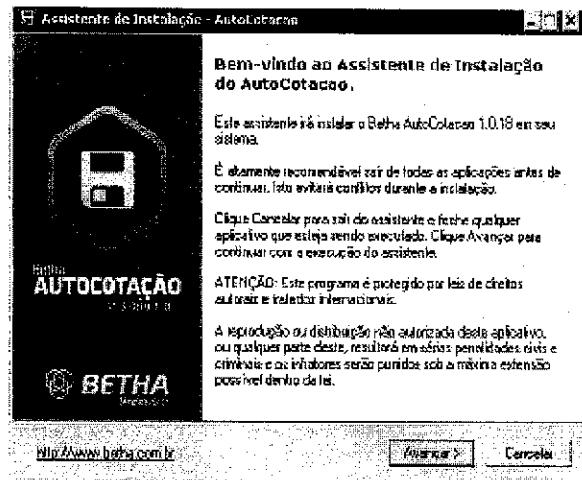 Assistente de Instalação - AutoCotacao
Bem-vindo ao Assistente de Instalação
do AutoCotacao.
Este assistente irá instalar o Betha AutoCotacao 1.0.18 em seu
sistema.
É altamente recomendável sair de todas as aplicações antes de
continuar. Isto evitará conflitos durante a instalação.
Clique Cancelar para sair do assistente e feche qualquer
aplicativo que esteja sendo executado. Clique Avançar para
continuar com a execução do assistente.
ATENÇÃO: Este programa é protegido por leis de direitos
autorais e tratados internacionais.
A reprodução ou distribuição não autorizada deste aplicativo,
ou qualquer parte deste, resultará em sérias penalidades civis e
criminais e os infratores serão punidos sob a máxima extensão
possível dentro da lei.
Betha
AUTOCOTAÇÃO
BETHA
http://www.betha.com.br
Avançar >
Cancelar